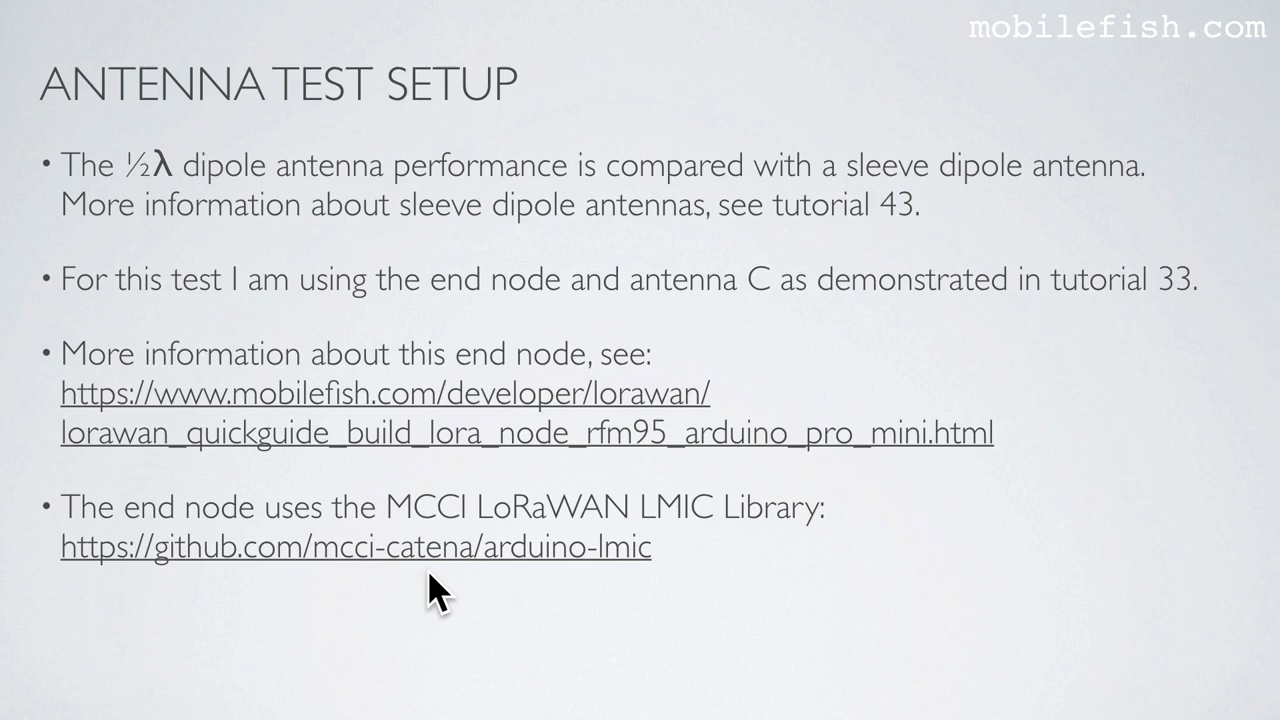 mobilefish.com
ANTENNA TEST SETUP
• The ½λ dipole antenna performance is compared with a sleeve dipole antenna.
More information about sleeve dipole antennas, see tutorial 43.
• For this test I am using the end node and antenna C as demonstrated in tutorial 33.
• More information about this end node, see:
https://www.mobilefish.com/developer/lorawan/
lorawan_quickguide_build_lora_node_rfm95_arduino_pro_mini.html
• The end node uses the MCCI LoRaWAN LMIC Library:
https://github.com/mcci-catena/arduino-lmic